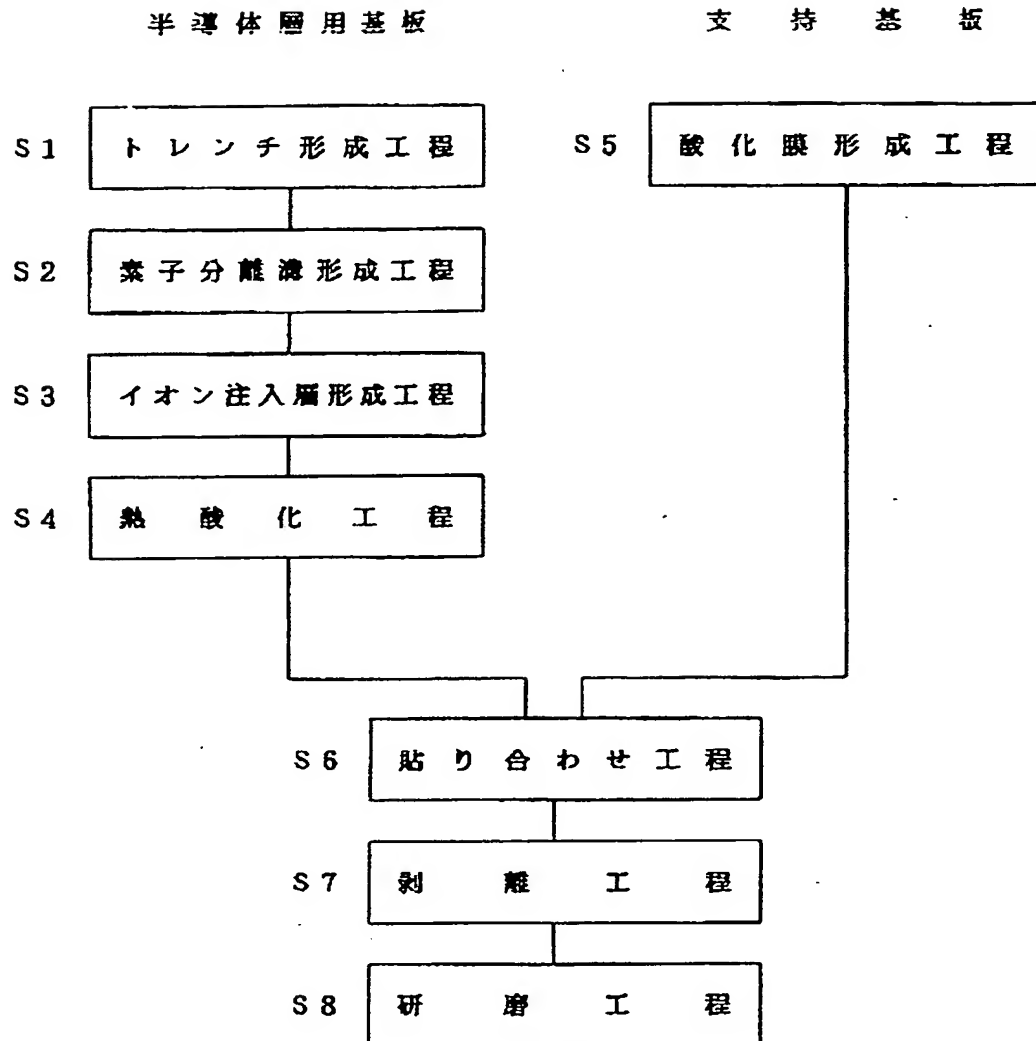 半導体層用基板
支持基板
S1 トレンチ形成工程
S5 酸化膜形成工程
S2 素子分離溝形成工程
S3 イオン注入層形成工程
S4 熱酸化工程
S6 貼り合わせ工程
S7 剥離工程
S8 研磨工程